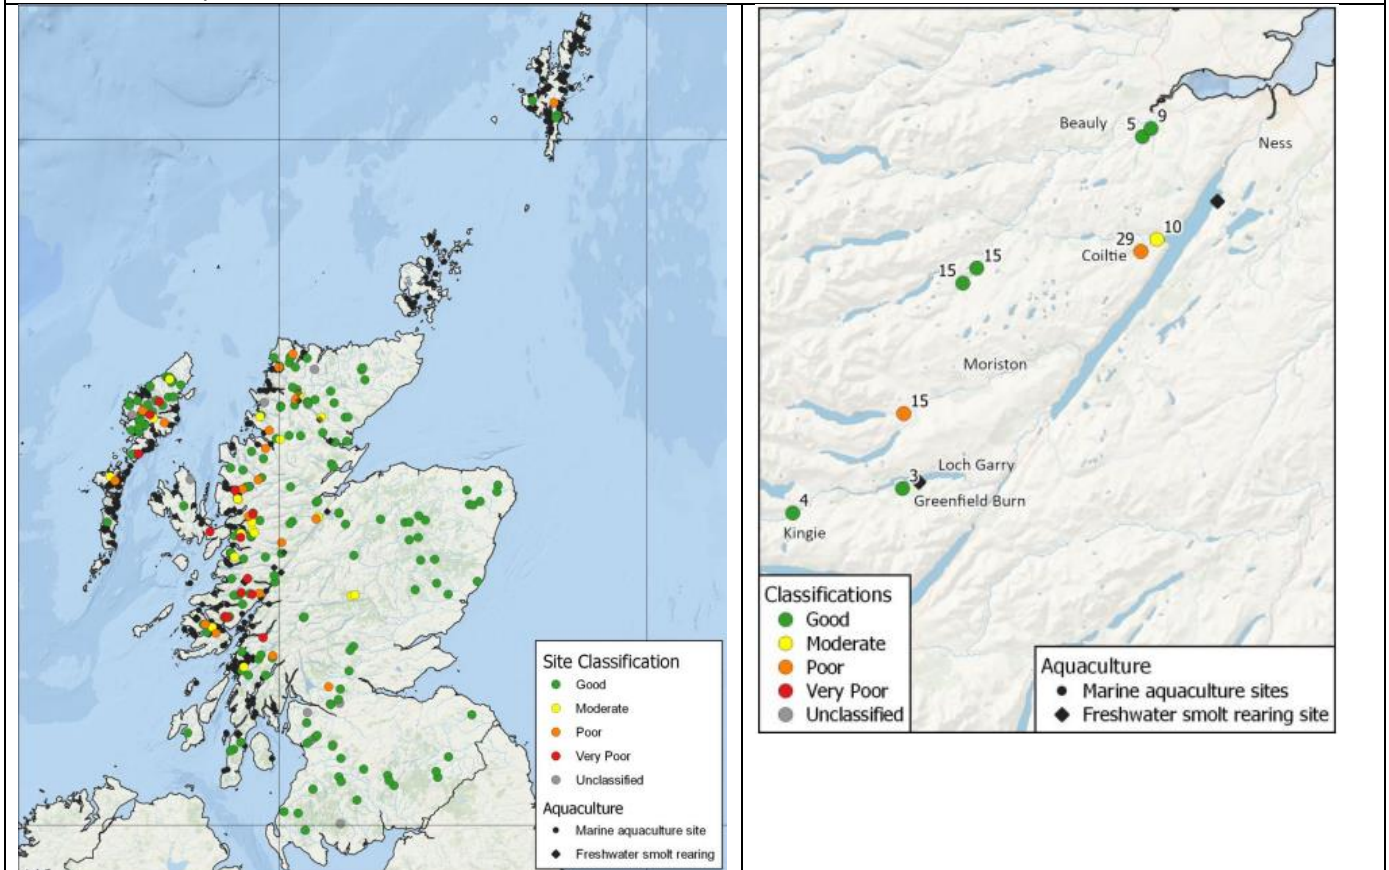 Site Classification
Good
Moderate
Poor
Very Poor
Unclassified
Aquaculture
Marine aquaculture site
Freshwater smolt rearing
Beauly
5
9
Ness
29
10
Coiltie
15
15
Moriston
15
Loch Garry
3
Greenfield Burn
4
Kingie
Classifications
Good
Moderate
Poor
Very Poor
Unclassified
Aquaculture
Marine aquaculture sites
Freshwater smolt rearing site